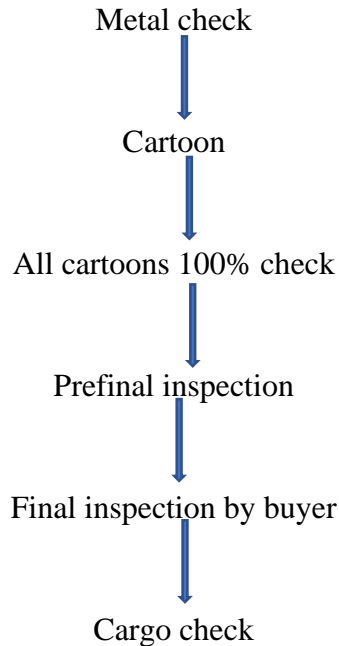 Metal check
Cartoon
All cartoons 100% check
Prefinal inspection
Final inspection by buyer
Cargo check